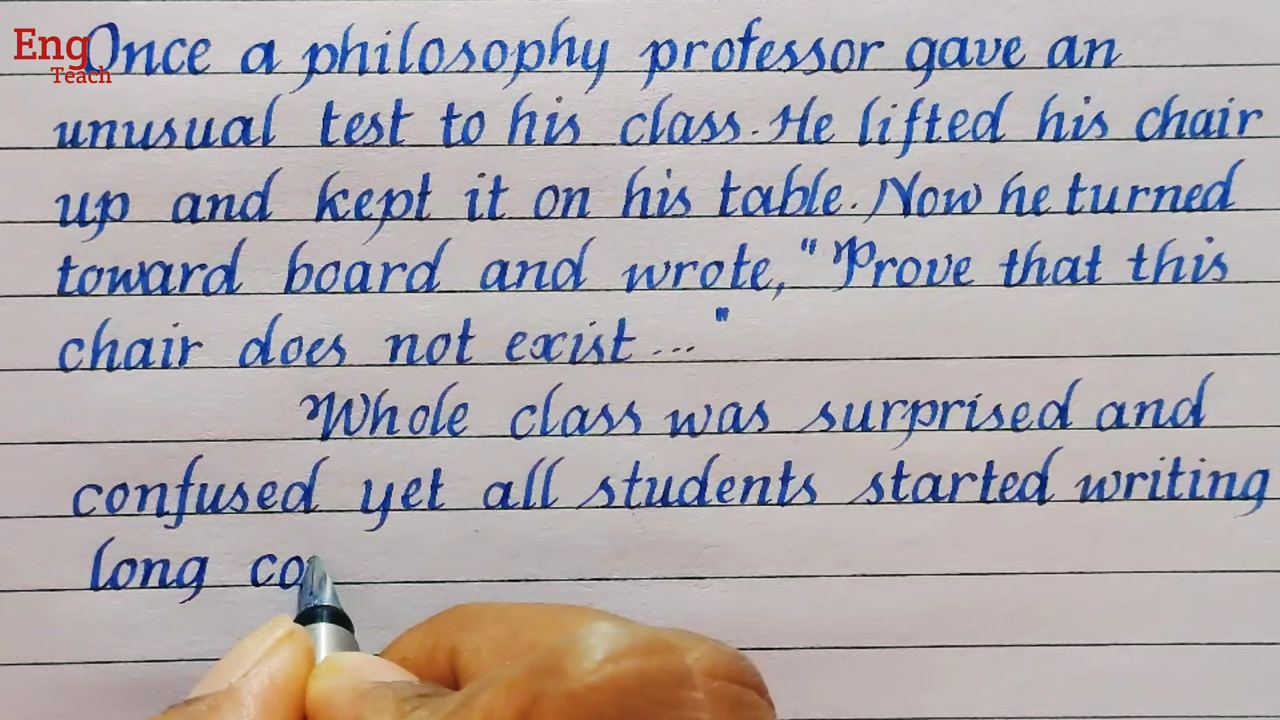 Eng
Teach
Once a philosophy professor gave an
unusual test to his class. He lifted his chair
up and kept it on his table. Now he turned
toward board and wrote, "Prove that this
chair does not exist... "
Whole class was surprised and
confused yet all students started writing
long co